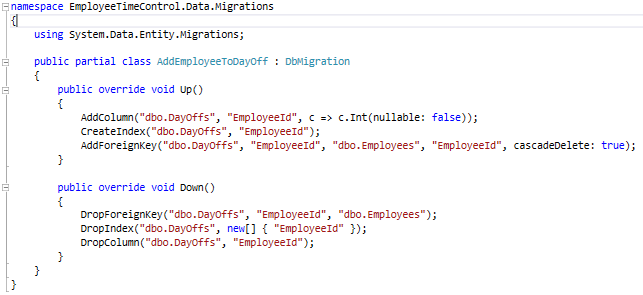 namespace EmployeeTimeControl.Data.Migrations
{
    using System.Data.Entity.Migrations;

    public partial class AddEmployeeToDayOff : DbMigration
    {
        public override void Up()
        {
            AddColumn("dbo.DayOffs", "EmployeeId", c => c.Int(nullable: false));
            CreateIndex("dbo.DayOffs", "EmployeeId");
            AddForeignKey("dbo.DayOffs", "EmployeeId", "dbo.Employees", "EmployeeId", cascadeDelete: true);
        }

        public override void Down()
        {
            DropForeignKey("dbo.DayOffs", "EmployeeId", "dbo.Employees");
            DropIndex("dbo.DayOffs", new[] { "EmployeeId" });
            DropColumn("dbo.DayOffs", "EmployeeId");
        }
    }
}